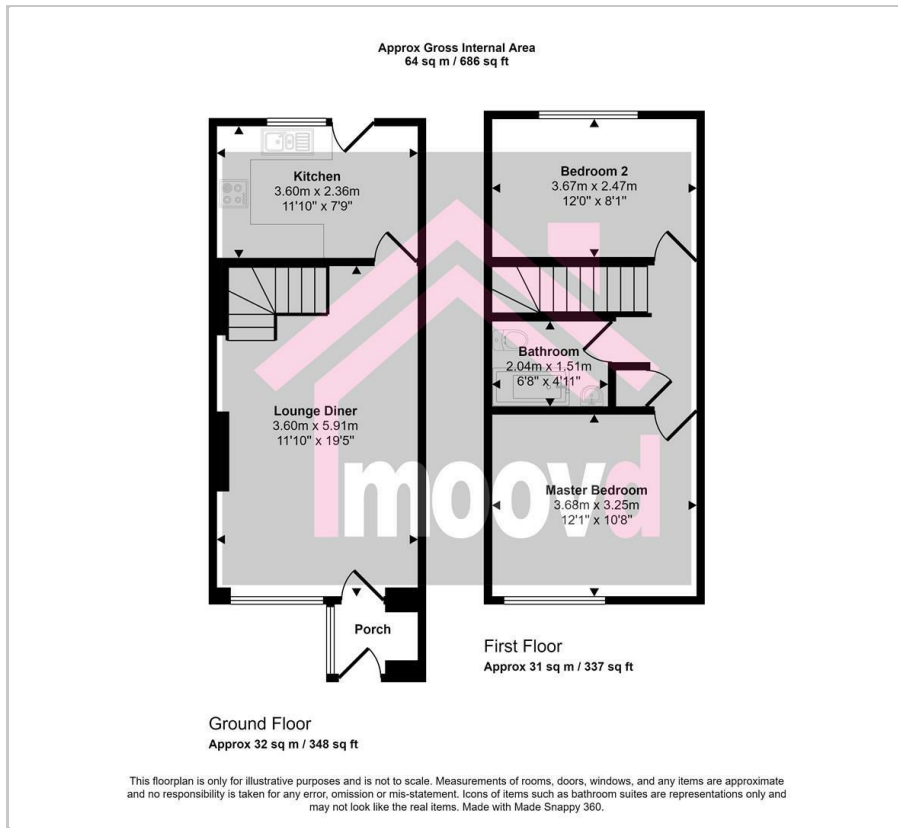 Approx Gross Internal Area
64 sq m / 686 sq ft
Kitchen
3.60m x 2.36m
11'10" x 7'9"
Lounge Diner
3.60m x 5.91m
11'10" x 19'5"
Porch
Ground Floor
Approx 32 sq m / 348 sq ft
Bedroom 2
3.67m x 2.47m
12'0" x 8'1"
Bathroom
2.04m x 1.51m
6'8" x 4'11"
Master Bedroom
3.68m x 3.25m
12'1" x 10'8"
First Floor
Approx 31 sq m / 337 sq ft
moovd
This floorplan is only for illustrative purposes and is not to scale. Measurements of rooms, doors, windows, and any items are approximate
and no responsibility is taken for any error, omission or mis-statement. Icons of items such as bathroom suites are representations only and
may not look like the real items. Made with Made Snappy 360.